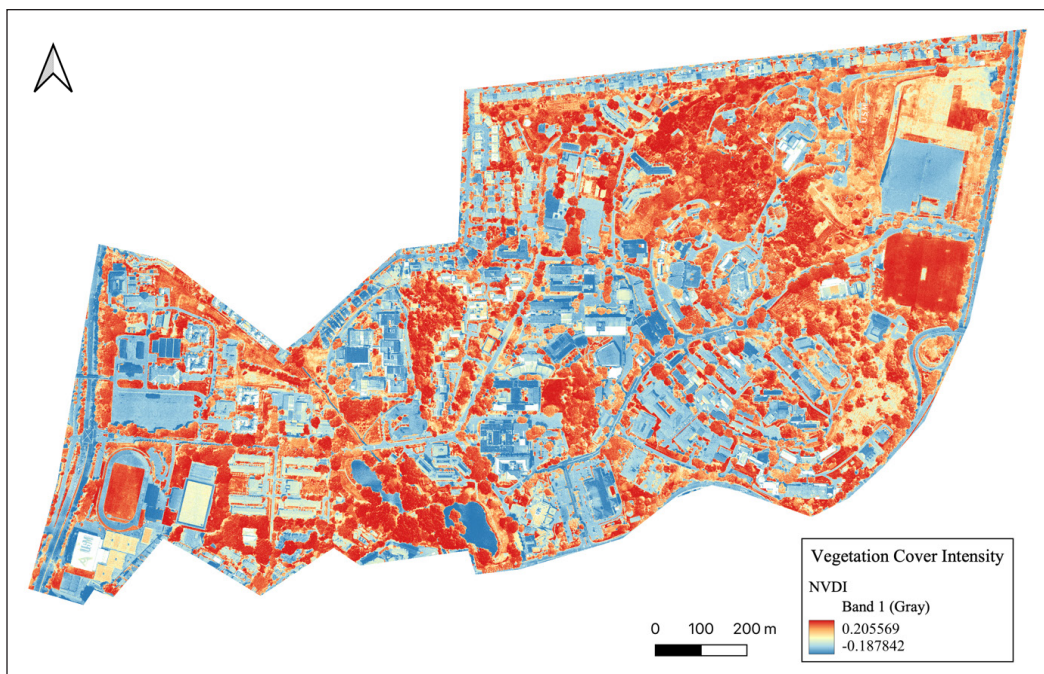 0 100 200 m
Vegetation Cover Intensity
NVDI
Band 1 (Gray)
0.205569
-0.187842